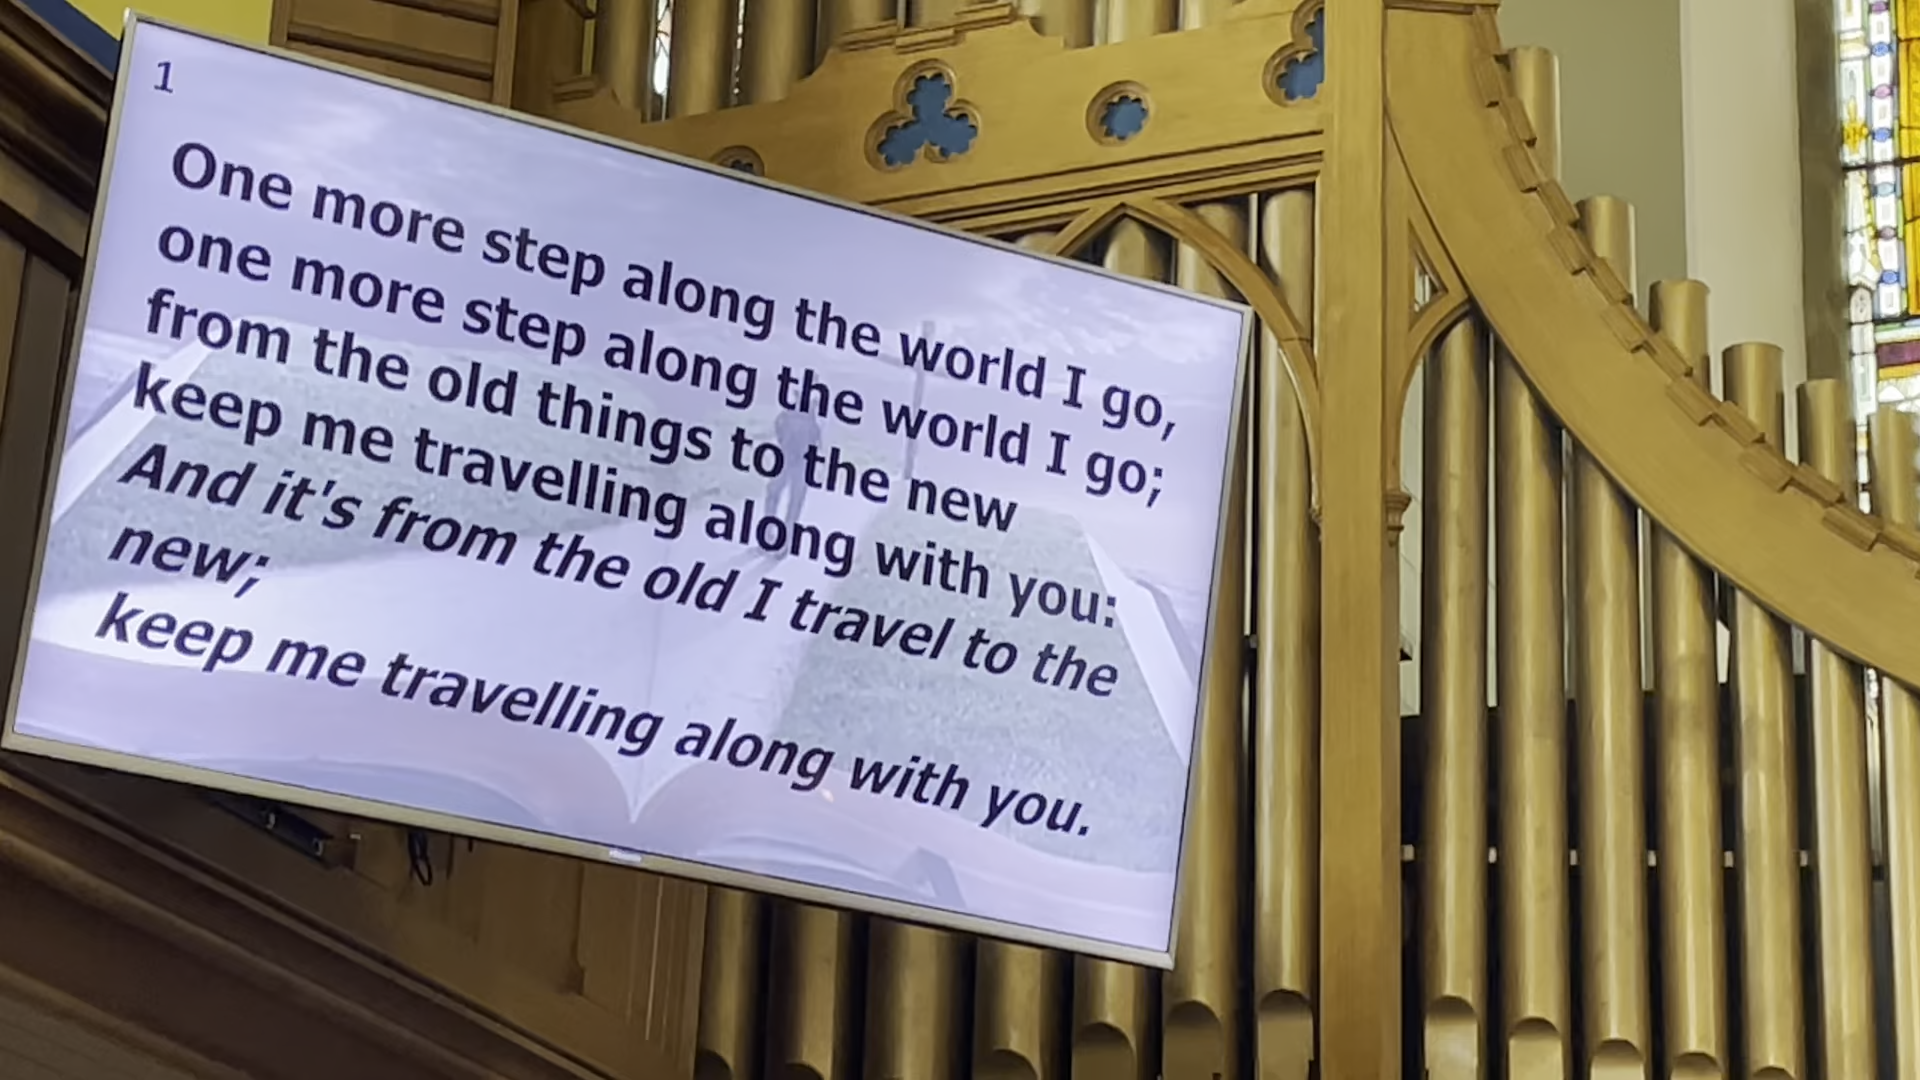 1
One more step along the world I go,
one more step along the world I go;
from the old things to the new
keep me travelling along with you:
And it's from the old I travel to the
new;
keep me travelling along with you.